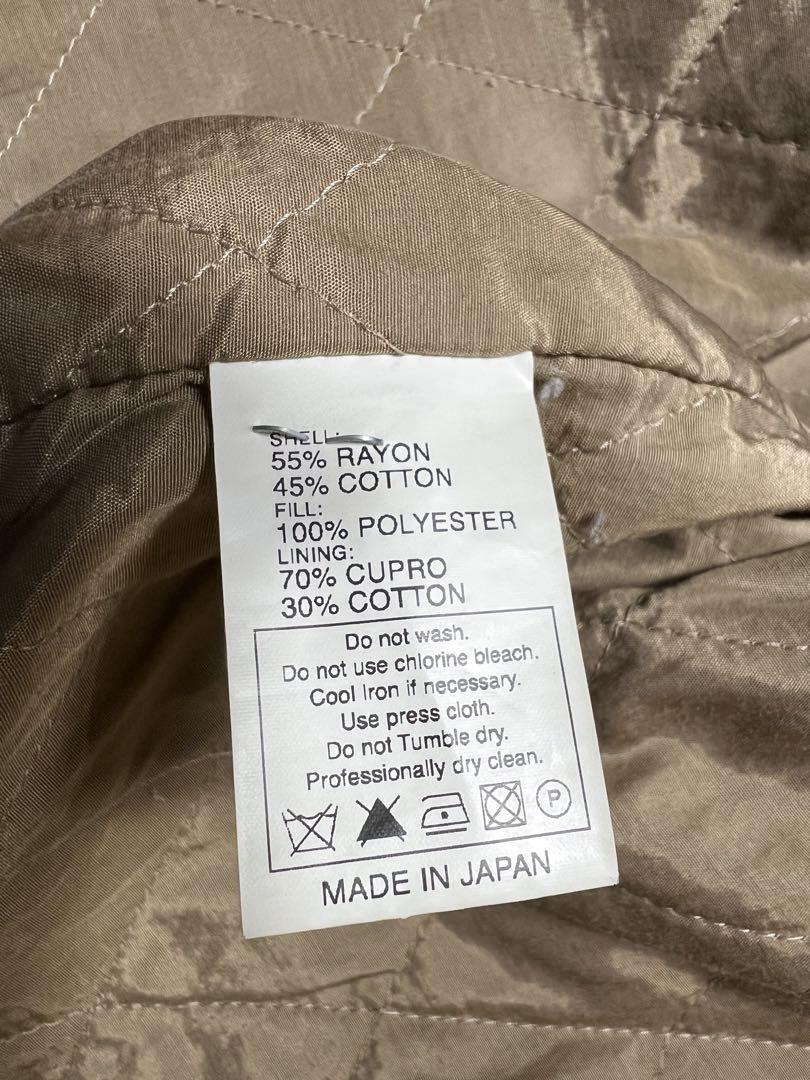 SHELL:
55% RAYON
45% COTTON
FILL:
100% POLYESTER
LINING:
70% CUPRO
30% COTTON
Do not wash.
Do not use chlorine bleach.
Cool Iron if necessary.
Use press cloth.
Do not Tumble dry.
Professionally dry clean.
P
MADE IN JAPAN